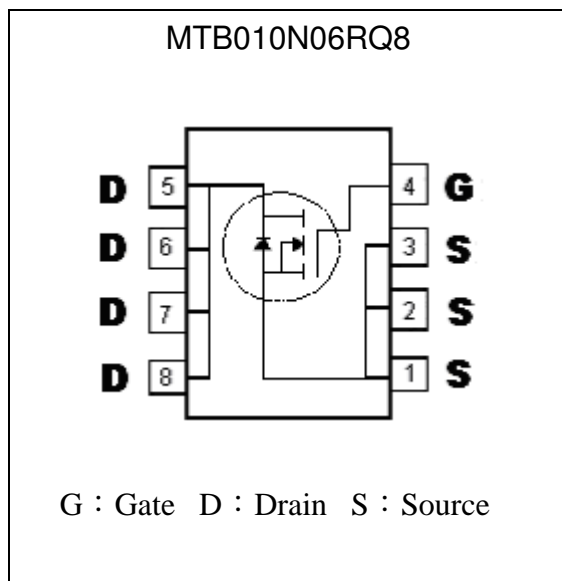 MTB010N06RQ8
D 5 4 G
D 6 3 S
D 7 2 S
D 8 1 S
G：Gate D：Drain S：Source